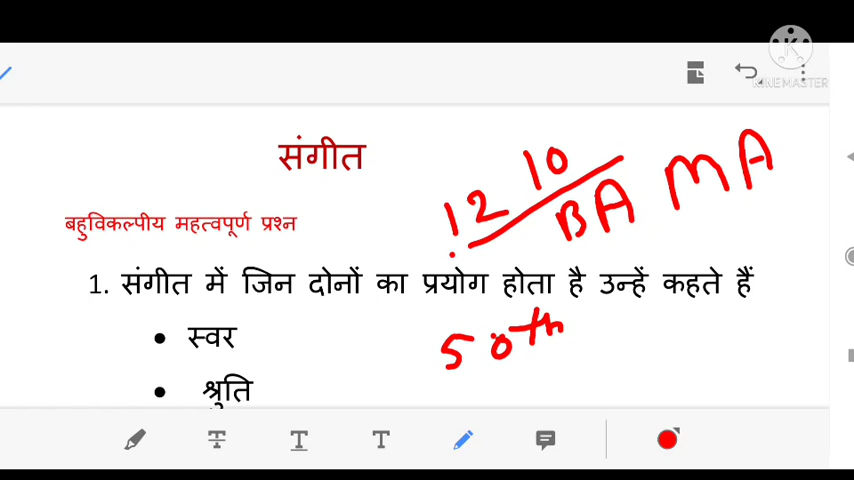 KINEMASTER
संगीत
12 10 BA MA
बहुविकल्पीय महत्वपूर्ण प्रश्न
1. संगीत में जिन दोनों का प्रयोग होता है उन्हें कहते हैं
• स्वर
50th
• श्रुति
T T T